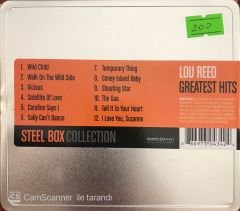 200
1 Wild Child
2 Walk On The Wild Side
3 Vicious
4 Satellite Of Love
5 Caroline Says I
6 Sally Can't Dance
7 Temporary Thing
8 Coney Island Baby
9 Shooting Star
10 The Gun
11 Tell It To Your Heart
12 I Love You, Suzanne
LOU REED
GREATEST HITS
STEEL BOX COLLECTION
CS CamScanner ile tarandı